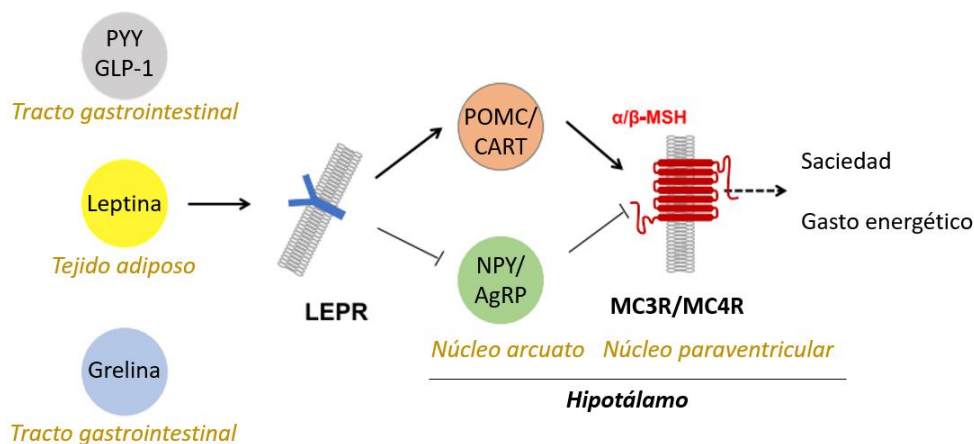 PYY
GLP-1
Tracto gastrointestinal
Leptina
Tejido adiposo
Grelina
Tracto gastrointestinal
LEPR
POMC/
CART
NPY/
AgRP
Núcleo arcuato
α/β-MSH
MC3R/MC4R
Núcleo paraventricular
Hipotálamo
Saciedad
Gasto energético